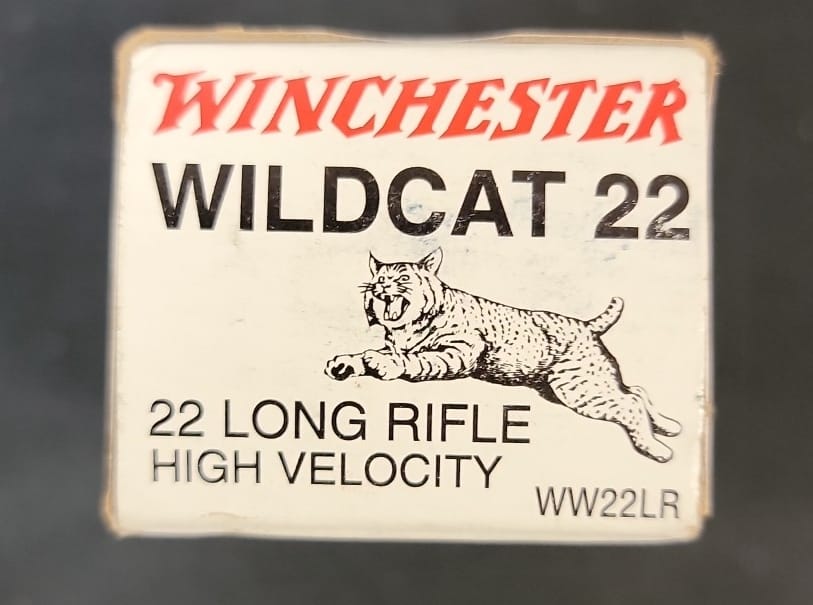 WINCHESTER
WILDCAT 22
22 LONG RIFLE
HIGH VELOCITY
WW22LR